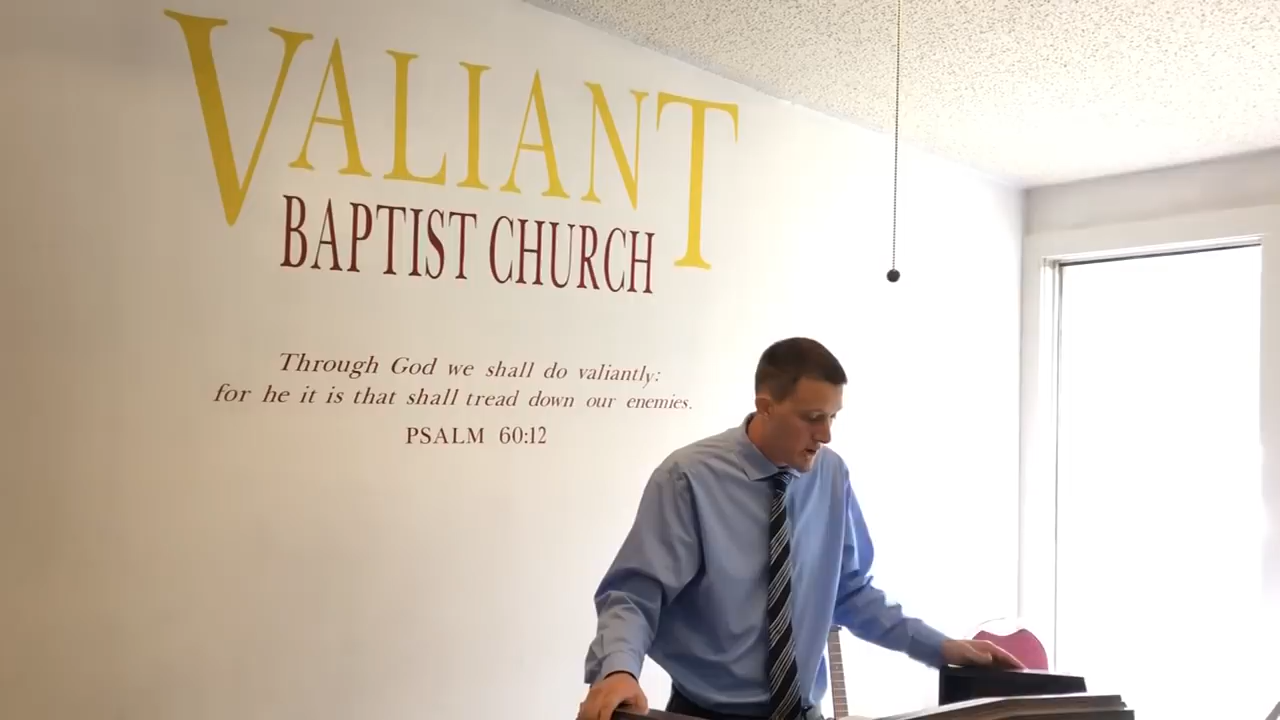 VALIANT
BAPTIST CHURCH
Through God we shall do valiantly:
for he it is that shall tread down our enemies.
PSALM 60:12